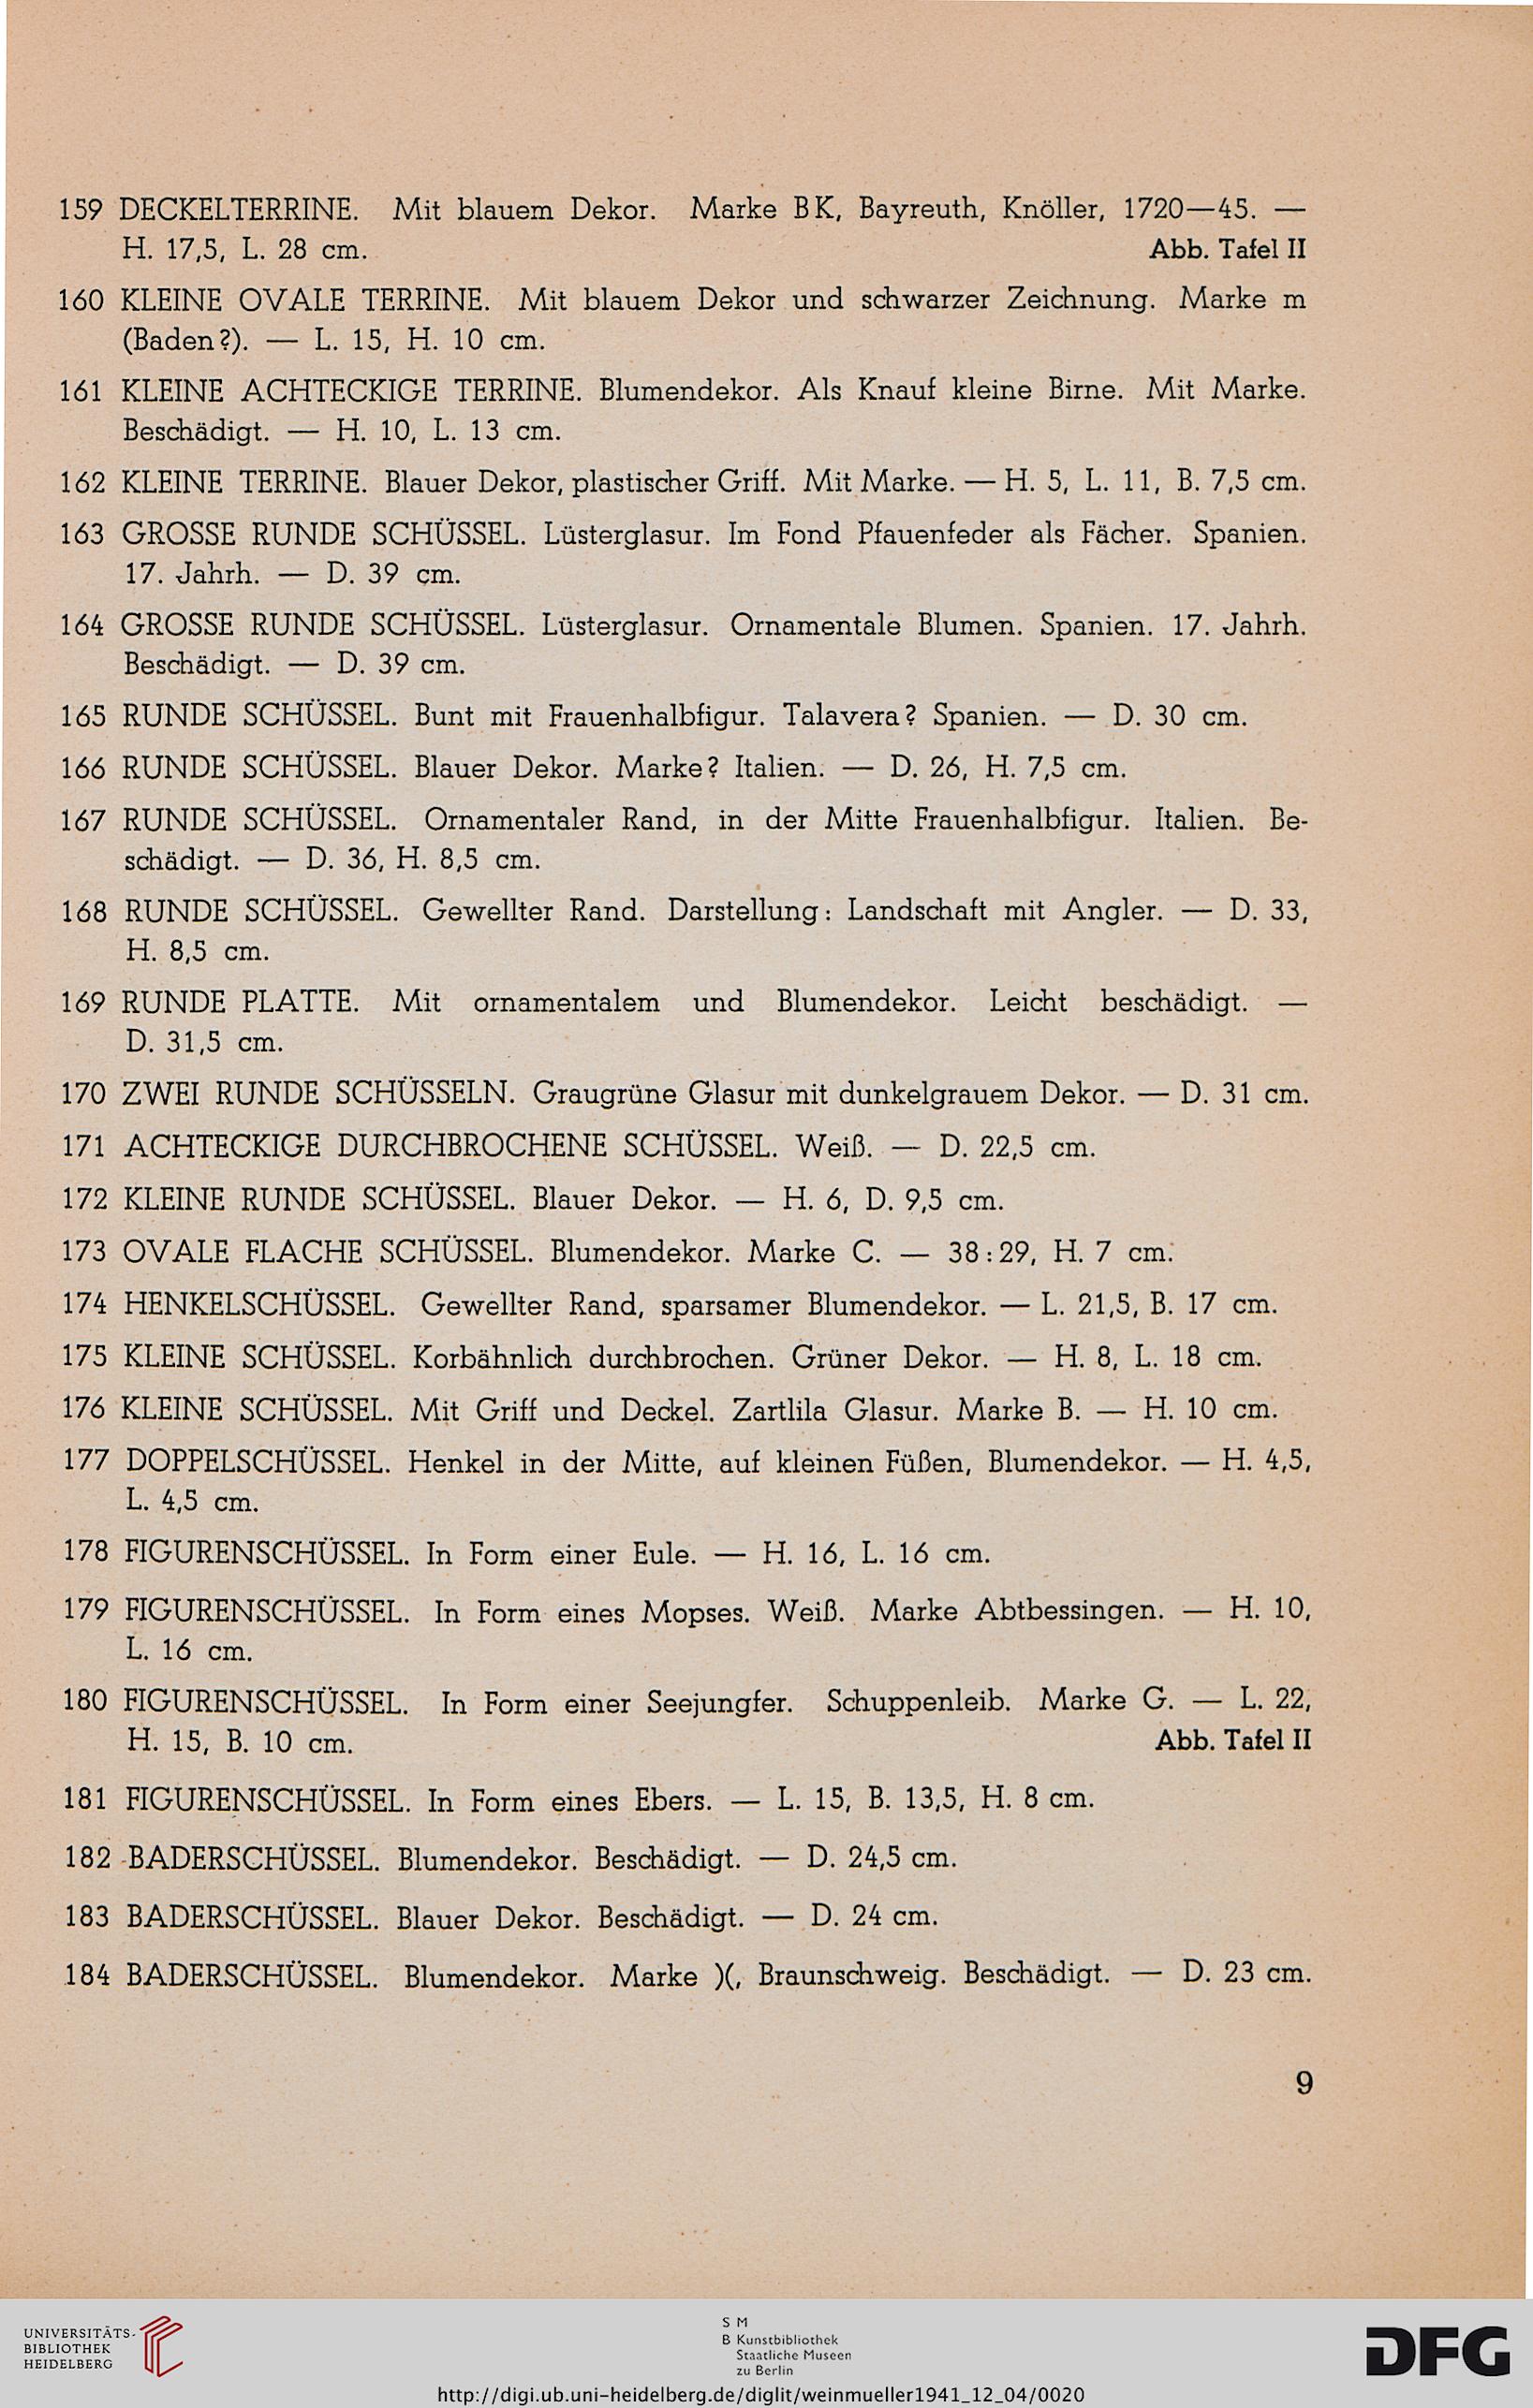 159 DECKELTERRINE. Mit blauem Dekor. Marke BK, Bayreuth, Knöller, 1720—45. —
H. 17,5, L. 28 cm. Abb. Tafel II
160 KLEINE OVALE TERRINE. Mit blauem Dekor und schwarzer Zeichnung. Marke m
(Baden?). — L. 15, H. 10 cm.
161 KLEINE ACHTECKIGE TERRINE. Blumendekor. Als Knauf kleine Birne. Mit Marke.
Beschädigt. — H. 10, L. 13 cm.
162 KLEINE TERRINE. Blauer Dekor, plastischer Griff. Mit Marke. — H. 5, L. 11, B. 7,5 cm.
163 GROSSE RUNDE SCHÜSSEL. Lüsterglasur. Im Fond Pfauenfeder als Fächer. Spanien.
17. Jahrh. — D. 39 cm.
164 GROSSE RUNDE SCHÜSSEL. Lüsterglasur. Ornamentale Blumen. Spanien. 17. Jahrh.
Beschädigt. — D. 39 cm.
165 RUNDE SCHÜSSEL. Bunt mit Frauenhalbfigur. Talavera? Spanien. — D. 30 cm.
166 RUNDE SCHÜSSEL. Blauer Dekor. Marke? Italien. — D. 26, H. 7,5 cm.
167 RUNDE SCHÜSSEL. Ornamentaler Rand, in der Mitte Frauenhalbfigur. Italien. Be-
schädigt. — D. 36, H. 8,5 cm.
168 RUNDE SCHÜSSEL. Gewellter Rand. Darstellung: Landschaft mit Angler. — D. 33,
H. 8,5 cm.
169 RUNDE PLATTE. Mit ornamentalem und Blumendekor. Leicht beschädigt. —
D. 31,5 cm.
170 ZWEI RUNDE SCHÜSSELN. Graugrüne Glasur mit dunkelgrauem Dekor. — D. 31 cm.
171 ACHTECKIGE DURCHBROCHENE SCHÜSSEL. Weiß. — D. 22,5 cm.
172 KLEINE RUNDE SCHÜSSEL. Blauer Dekor. — H. 6, D. 9,5 cm.
173 OVALE FLACHE SCHÜSSEL. Blumendekor. Marke C. — 38:29, H. 7 cm.
174 HENKELSCHÜSSEL. Gewellter Rand, sparsamer Blumendekor. — L. 21,5, B. 17 cm.
175 KLEINE SCHÜSSEL. Korbähnlich durchbrochen. Grüner Dekor. — H. 8, L. 18 cm.
176 KLEINE SCHÜSSEL. Mit Griff und Deckel. Zartlila Glasur. Marke B. — H. 10 cm.
177 DOPPELSCHÜSSEL. Henkel in der Mitte, auf kleinen Füßen, Blumendekor. — H. 4,5,
L. 4,5 cm.
178 FIGURENSCHÜSSEL. In Form einer Eule. — H. 16, L. 16 cm.
179 FIGURENSCHÜSSEL. In Form eines Mopses. Weiß. Marke Abtbessingen. — H. 10,
L. 16 cm.
180 FIGURENSCHÜSSEL. In Form einer Seejungfer. Schuppenleib. Marke G. — L. 22,
H. 15, B. 10 cm. Abb. Tafel II
181 FIGURENSCHÜSSEL. In Form eines Ebers. — L. 15, B. 13,5, H. 8 cm.
182 BADERSCHÜSSEL. Blumendekor. Beschädigt. — D. 24,5 cm.
183 BADERSCHÜSSEL. Blauer Dekor. Beschädigt. — D. 24 cm.
184 BADERSCHÜSSEL. Blumendekor. Marke )(, Braunschweig. Beschädigt. — D. 23 cm.
9
UNIVERSITÄTS-
BIBLIOTHEK
HEIDELBERG
S M
B Kunstbibliothek
Staatliche Museen
zu Berlin
DFG
http://digi.ub.uni-heidelberg.de/diglit/weinmueller1941_12_04/0020